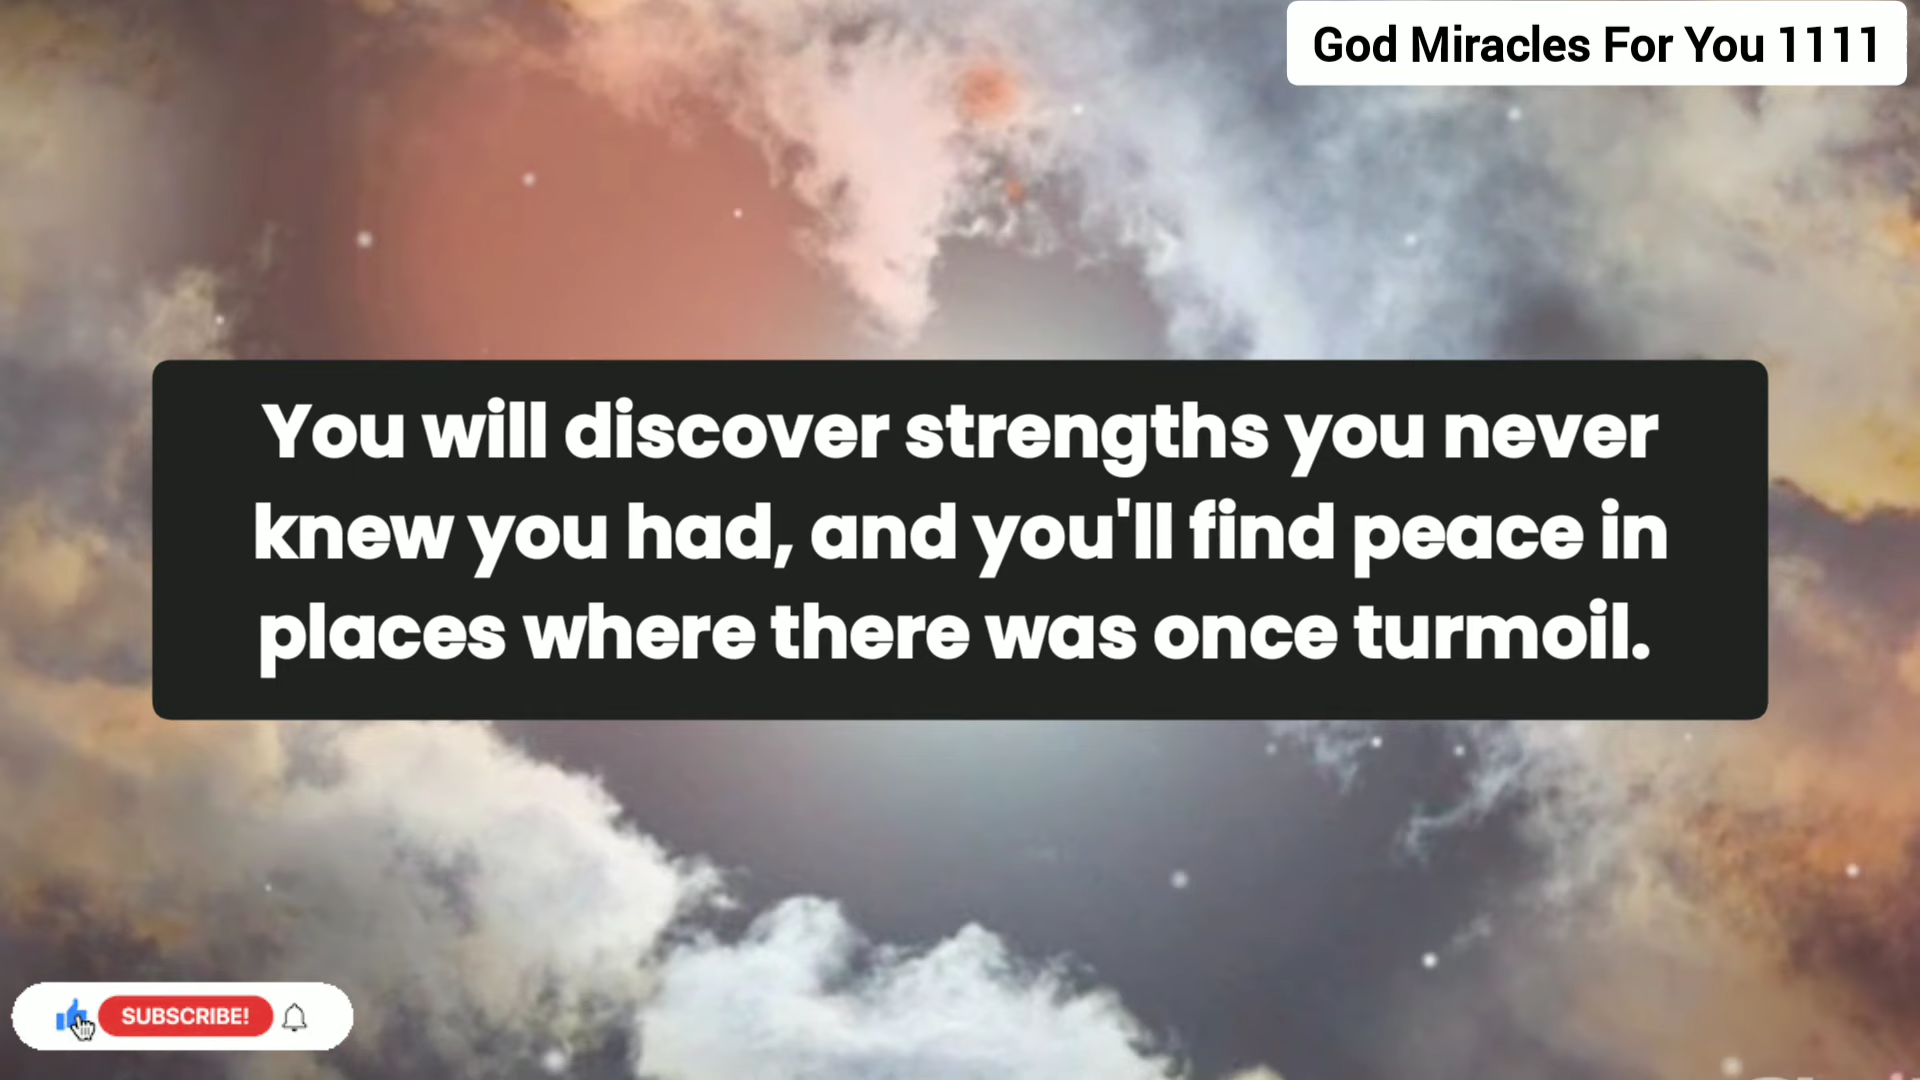 God Miracles For You 1111
You will discover strengths you never
knew you had, and you'll find peace in
places where there was once turmoil.
SUBSCRIBE!